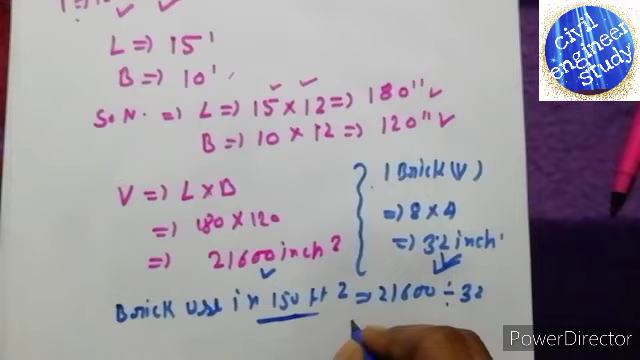 L => 15'
B => 10'
civil engineer study
Soln. => L => 15 x 12 => 180"
B => 10 x 12 => 120"
V => L x B
=> 180 x 120
=> 21600 inch 2
1 Brick (V)
=> 8 x 4
=> 32 inch
Brick use in 150 ft 2 => 21600 ÷ 32
PowerDirector